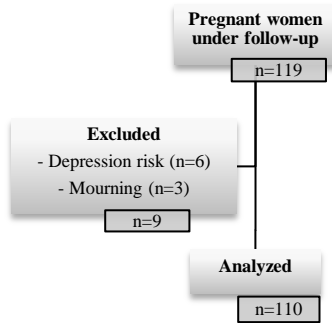 Pregnant women
under follow-up
n=119
Excluded
- Depression risk (n=6)
- Mourning (n=3)
n=9
Analyzed
n=110